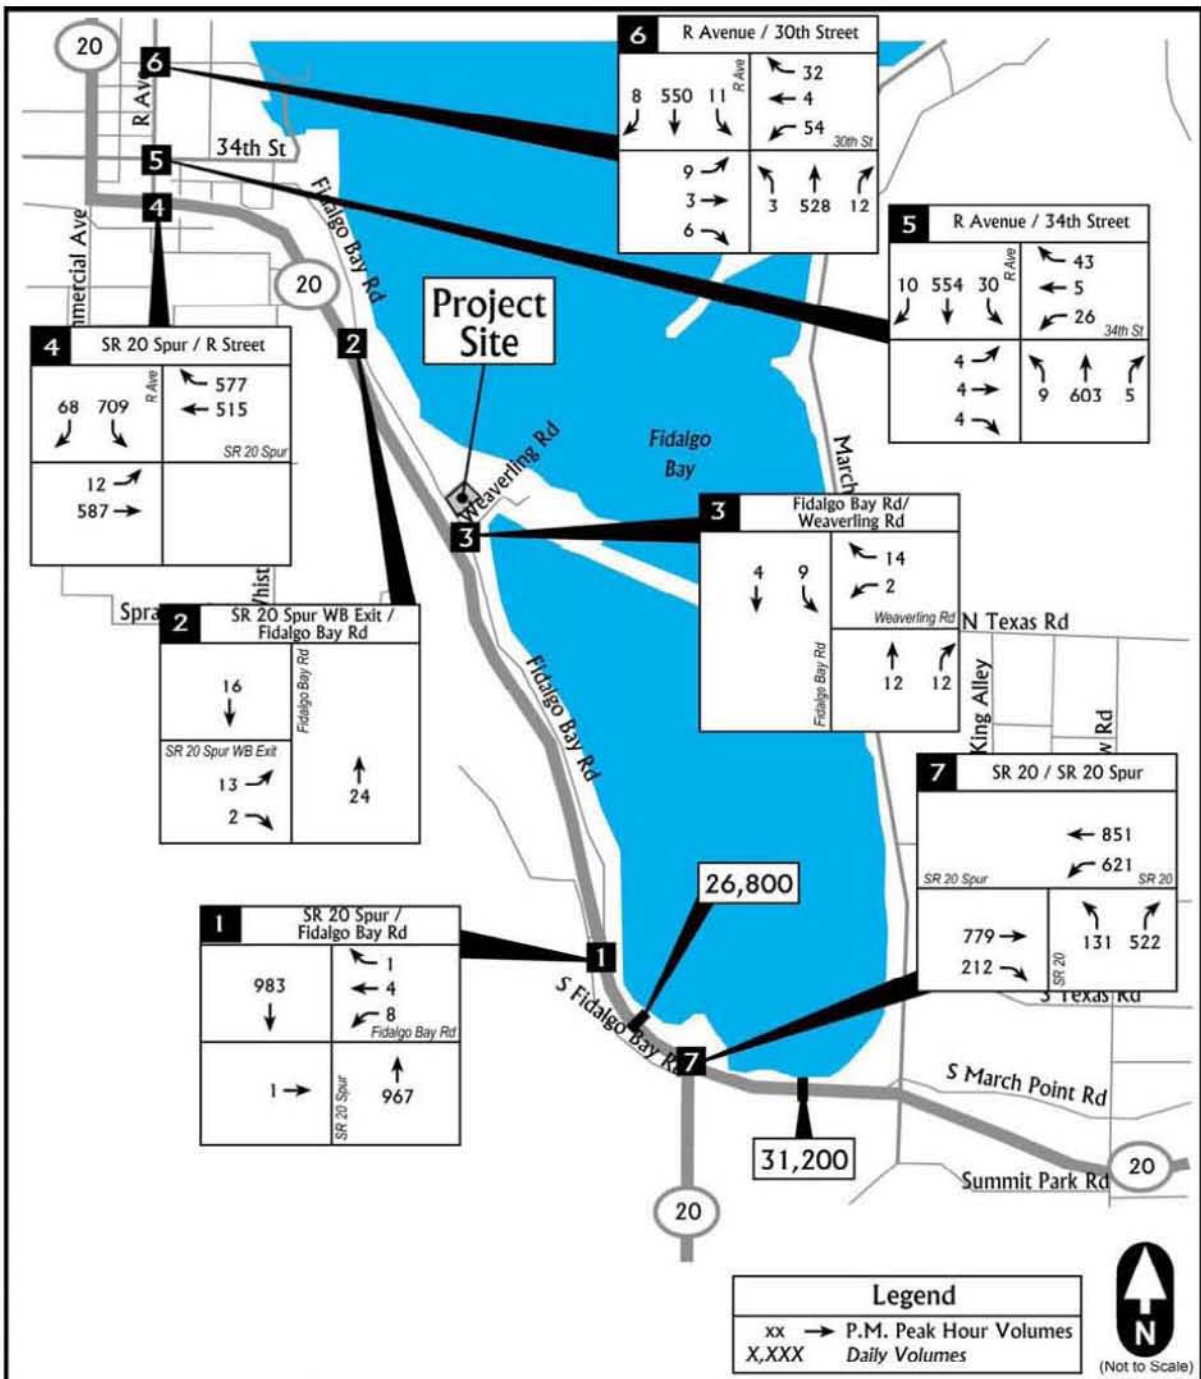 20
6
R Ave
5
34th St
4
Fidalgo Bay Rd
mmercial Ave
20
2
Project
Site
Weaverling Rd
3
Fidalgo
Bay
March
6 R Avenue / 30th Street
R Ave
8 550 11
32
4
54
30th St
9
3
6
3 528 12
5 R Avenue / 34th Street
R Ave
10 554 30
43
5
26
34th St
4
4
4
9 603 5
4 SR 20 Spur / R Street
R Ave
68 709
577
515
SR 20 Spur
12
587
Spra
Whist
3 Fidalgo Bay Rd/
Weaverling Rd
4 9
14
2
Weaverling Rd
Fidalgo Bay Rd
12 12
N Texas Rd
King Alley
w Rd
2 SR 20 Spur WB Exit /
Fidalgo Bay Rd
Fidalgo Bay Rd
16
SR 20 Spur WB Exit
13
2
24
Fidalgo Bay Rd
7 SR 20 / SR 20 Spur
851
621
SR 20 Spur
SR 20
779
212
SR 20
131 522
26,800
1 SR 20 Spur /
Fidalgo Bay Rd
983
1
4
8
Fidalgo Bay Rd
1
SR 20 Spur
967
1
S Fidalgo Bay Rd
7
S Texas Rd
S March Point Rd
31,200
20
Summit Park Rd
20
Legend
xx P.M. Peak Hour Volumes
X,XXX Daily Volumes
N
(Not to Scale)